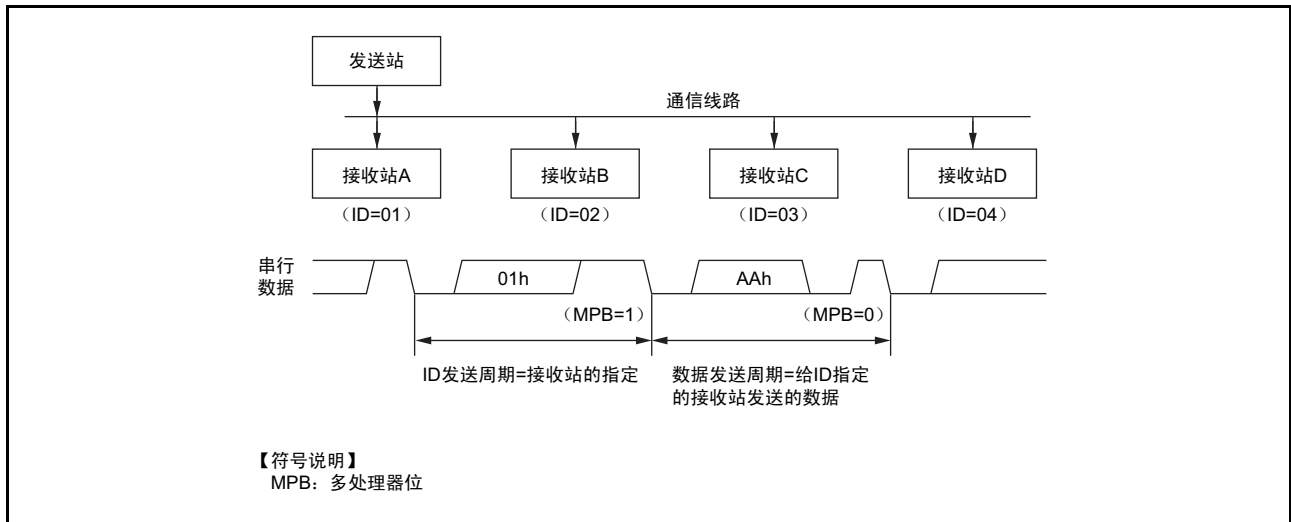 发送站
通信线路
接收站A
接收站B
接收站C
接收站D
（ID=01）
（ID=02）
（ID=03）
（ID=04）
串行
数据
01h
AAh
（MPB=1）
（MPB=0）
ID发送周期=接收站的指定
数据发送周期=给ID指定
的接收站发送的数据
【符号说明】
MPB：多处理器位